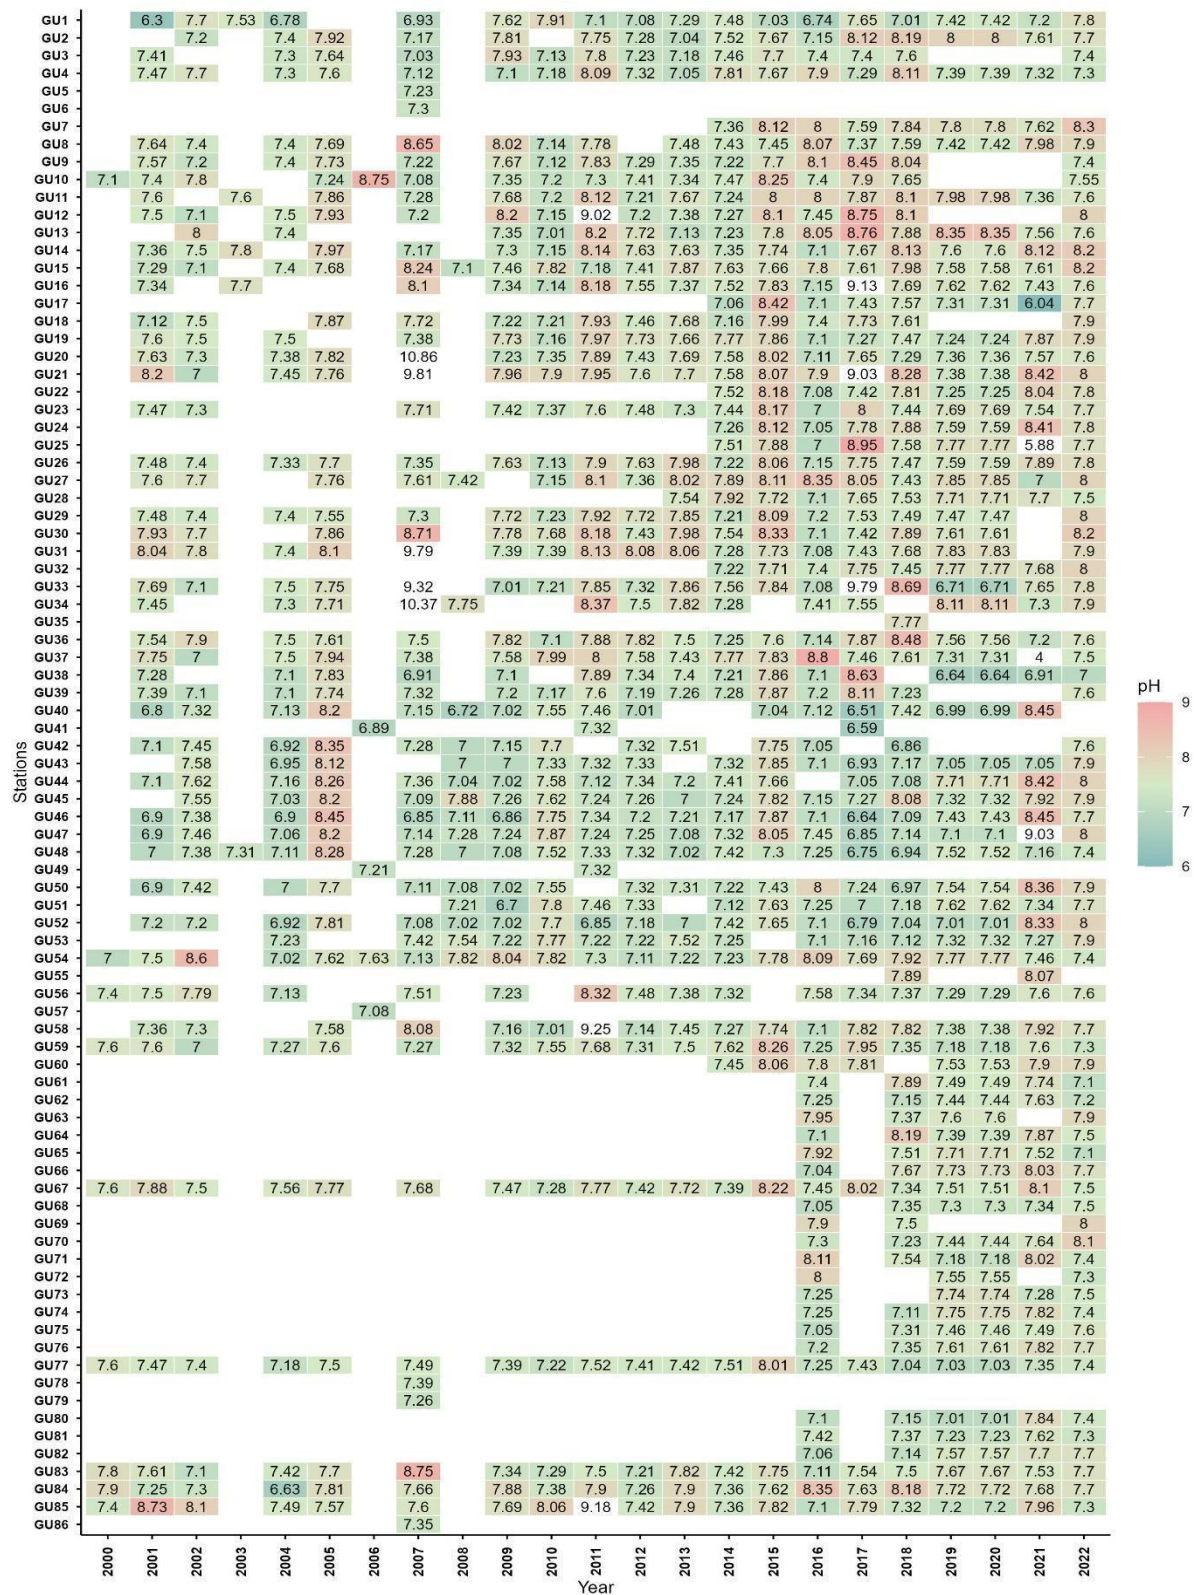 GU1 6.3 7.7 7.53 6.78 6.93 7.62 7.91 7.1 7.08 7.29 7.48 7.03 6.74 7.65 7.01 7.42 7.42 7.2 7.8
GU2 7.2 7.4 7.92 7.17 7.81 7.75 7.28 7.04 7.52 7.67 7.15 8.12 8.19 8 8 7.61 7.7
GU3 7.41 7.3 7.64 7.03 7.93 7.13 7.8 7.23 7.18 7.46 7.7 7.4 7.4 7.6 7.4
GU4 7.47 7.7 7.3 7.6 7.12 7.1 7.18 8.09 7.32 7.05 7.81 7.67 7.9 7.29 8.11 7.39 7.39 7.32 7.3
GU5 7.23
GU6 7.3
GU7 7.36 8.12 8 7.59 7.84 7.8 7.8 7.62 8.3
GU8 7.64 7.4 7.4 7.69 8.65 8.02 7.14 7.78 7.48 7.43 7.45 8.07 7.37 7.59 7.42 7.42 7.98 7.9
GU9 7.57 7.2 7.4 7.73 7.22 7.67 7.12 7.83 7.29 7.35 7.22 7.7 8.1 8.45 8.04 7.4
GU10 7.1 7.4 7.8 7.24 8.75 7.08 7.35 7.2 7.3 7.41 7.34 7.47 8.25 7.4 7.9 7.65 7.55
GU11 7.6 7.6 7.86 7.28 7.68 7.2 8.12 7.21 7.67 7.24 8 8 7.87 8.1 7.98 7.98 7.36 7.6
GU12 7.5 7.1 7.5 7.93 7.2 8.2 7.15 9.02 7.2 7.38 7.27 8.1 7.45 8.75 8.1 8
GU13 8 7.4 7.35 7.01 8.2 7.72 7.13 7.23 7.8 8.05 8.76 7.88 8.35 8.35 7.56 7.6
GU14 7.36 7.5 7.8 7.97 7.17 7.3 7.15 8.14 7.63 7.63 7.35 7.74 7.1 7.68 8.13 7.6 7.6 8.12 8.2
GU15 7.29 7.1 7.4 7.68 8.24 7.1 7.46 7.82 7.18 7.41 7.87 7.63 7.66 7.8 7.61 7.98 7.58 7.58 7.61 8.2
GU16 7.34 7.7 8.1 7.34 7.14 8.18 7.55 7.37 7.52 7.83 7.15 9.13 7.69 7.62 7.62 7.43 7.6
GU17 7.06 8.42 7.1 7.43 7.57 7.31 7.31 6.04 7.7
GU18 7.12 7.5 7.87 7.72 7.22 7.21 7.93 7.46 7.68 7.16 7.99 7.4 7.73 7.61 7.9
GU19 7.6 7.5 7.5 7.38 7.73 7.16 7.97 7.73 7.66 7.77 7.86 7.1 7.27 7.47 7.24 7.24 7.87 7.9
GU20 7.63 7.3 7.38 7.82 10.86 7.23 7.35 7.89 7.43 7.69 7.58 8.02 7.11 7.65 7.29 7.36 7.36 7.57 7.6
GU21 8.2 7 7.45 7.76 9.81 7.96 7.9 7.95 7.6 7.7 7.58 8.07 7.9 9.03 8.28 7.38 7.38 8.42 8
GU22 7.52 8.18 7.08 7.42 7.81 7.25 7.25 8.04 7.8
GU23 7.47 7.3 7.71 7.42 7.37 7.6 7.48 7.3 7.44 8.17 7 8 7.44 7.69 7.69 7.54 7.7
GU24 7.26 8.12 7.05 7.78 7.88 7.59 7.59 8.41 7.8
GU25 7.51 7.88 7 8.95 7.58 7.77 7.77 5.88 7.7
GU26 7.48 7.4 7.33 7.7 7.35 7.63 7.13 7.9 7.63 7.98 7.22 8.06 7.15 7.75 7.47 7.59 7.59 7.89 7.8
GU27 7.6 7.7 7.76 7.61 7.42 7.15 8.1 7.36 8.02 7.89 8.11 8.35 8.05 7.43 7.85 7.85 7 8
GU28 7.54 7.92 7.72 7.1 7.65 7.53 7.71 7.71 7.7 7.5
GU29 7.48 7.4 7.4 7.55 7.3 7.72 7.23 7.92 7.72 7.85 7.21 8.09 7.2 7.53 7.49 7.47 7.47 8
GU30 7.93 7.7 7.86 8.71 7.78 7.68 8.18 7.43 7.98 7.54 8.33 7.1 7.42 7.89 7.61 7.61 8.2
GU31 8.04 7.8 7.4 8.1 9.79 7.39 7.39 8.13 8.08 8.06 7.28 7.73 7.08 7.43 7.68 7.83 7.83 7.9
GU32 7.22 7.71 7.4 7.75 7.45 7.77 7.77 7.68 8
GU33 7.69 7.1 7.5 7.75 9.32 7.01 7.21 7.85 7.32 7.86 7.56 7.84 7.08 9.79 8.69 6.71 6.71 7.65 7.8
GU34 7.45 7.3 7.71 10.37 7.75 8.37 7.5 7.82 7.28 7.41 7.55 8.11 8.11 7.3 7.9
GU35 7.77
GU36 7.54 7.9 7.5 7.61 7.5 7.82 7.1 7.88 7.82 7.5 7.25 7.6 7.14 7.87 8.48 7.56 7.56 7.2 7.6
GU37 7.75 7 7.5 7.94 7.38 7.58 7.99 8 7.58 7.43 7.77 7.83 8.8 7.46 7.61 7.31 7.31 4 7.5
GU38 7.28 7.1 7.83 6.91 7.1 7.89 7.34 7.4 7.21 7.86 7.1 8.63 6.64 6.64 6.91 7
GU39 7.39 7.1 7.1 7.74 7.32 7.2 7.17 7.6 7.19 7.26 7.28 7.87 7.2 8.11 7.23 7.6
GU40 6.8 7.32 7.13 8.2 7.15 6.72 7.02 7.55 7.46 7.01 7.04 7.12 6.51 7.42 6.99 6.99 8.45
GU41 6.89 7.32 6.59
GU42 7.1 7.45 6.92 8.35 7.28 7 7.15 7.7 7.32 7.51 7.75 7.05 6.86 7.6
GU43 7.58 6.95 8.12 7 7 7.33 7.32 7.33 7.32 7.85 7.1 6.93 7.17 7.05 7.05 7.05 7.9
GU44 7.1 7.62 7.16 8.26 7.36 7.04 7.02 7.58 7.12 7.34 7.2 7.41 7.66 7.05 7.08 7.71 7.71 8.42 8
GU45 7.55 7.03 8.2 7.09 7.88 7.26 7.62 7.24 7.26 7 7.24 7.82 7.15 7.27 8.08 7.32 7.32 7.92 7.9
GU46 6.9 7.38 6.9 8.45 6.85 7.11 6.86 7.75 7.34 7.2 7.21 7.17 7.87 7.1 6.64 7.09 7.43 7.43 8.45 7.7
GU47 6.9 7.46 7.06 8.2 7.14 7.28 7.24 7.87 7.24 7.25 7.08 7.32 8.05 7.45 6.85 7.14 7.1 7.1 9.03 8
GU48 7 7.38 7.31 7.11 8.28 7.28 7 7.08 7.52 7.33 7.32 7.02 7.42 7.3 7.25 6.75 6.94 7.52 7.52 7.16 7.4
GU49 7.21 7.32
GU50 6.9 7.42 7 7.7 7.11 7.08 7.02 7.55 7.32 7.31 7.22 7.43 8 7.24 6.97 7.54 7.54 8.36 7.9
GU51 7.21 6.7 7.8 7.46 7.33 7.12 7.63 7.25 7 7.18 7.62 7.62 7.34 7.7
GU52 7.2 7.2 6.92 7.81 7.08 7.02 7.02 7.7 6.85 7.18 7 7.42 7.65 7.1 6.79 7.04 7.01 7.01 8.33 8
GU53 7.23 7.42 7.54 7.22 7.77 7.22 7.22 7.52 7.25 7.1 7.16 7.12 7.32 7.32 7.27 7.9
GU54 7 7.5 8.6 7.02 7.62 7.63 7.13 7.82 8.04 7.82 7.3 7.11 7.22 7.23 7.78 8.09 7.69 7.92 7.77 7.77 7.46 7.4
GU55 7.89 8.07
GU56 7.4 7.5 7.79 7.13 7.51 7.23 8.32 7.48 7.38 7.32 7.58 7.34 7.37 7.29 7.29 7.6 7.6
GU57 7.08
GU58 7.36 7.3 7.58 8.08 7.16 7.01 9.25 7.14 7.45 7.27 7.74 7.1 7.82 7.82 7.38 7.38 7.92 7.7
GU59 7.6 7.6 7 7.27 7.6 7.27 7.32 7.55 7.68 7.31 7.5 7.62 8.26 7.25 7.95 7.35 7.18 7.18 7.6 7.3
GU60 7.45 8.06 7.8 7.81 7.53 7.53 7.9 7.9
GU61 7.4 7.89 7.49 7.49 7.74 7.1
GU62 7.25 7.15 7.44 7.44 7.63 7.2
GU63 7.95 7.37 7.6 7.6 7.9
GU64 7.1 8.19 7.39 7.39 7.87 7.5
GU65 7.92 7.51 7.71 7.71 7.52 7.1
GU66 7.04 7.67 7.73 7.73 8.03 7.7
GU67 7.6 7.88 7.5 7.56 7.77 7.68 7.47 7.28 7.77 7.42 7.72 7.39 8.22 7.45 8.02 7.34 7.51 7.51 8.1 7.5
GU68 7.05 7.35 7.3 7.3 7.34 7.5
GU69 7.9 7.5 8
GU70 7.3 7.23 7.44 7.44 7.64 8.1
GU71 8.11 7.54 7.18 7.18 8.02 7.4
GU72 8 7.55 7.55 7.3
GU73 7.25 7.74 7.74 7.28 7.5
GU74 7.25 7.11 7.75 7.75 7.82 7.4
GU75 7.05 7.31 7.46 7.46 7.49 7.6
GU76 7.2 7.35 7.61 7.61 7.82 7.7
GU77 7.6 7.47 7.4 7.18 7.5 7.49 7.39 7.22 7.52 7.41 7.42 7.51 8.01 7.25 7.43 7.04 7.03 7.03 7.35 7.4
GU78 7.39
GU79 7.26
GU80 7.1 7.15 7.01 7.01 7.84 7.4
GU81 7.42 7.37 7.23 7.23 7.62 7.3
GU82 7.06 7.14 7.57 7.57 7.7 7.7
GU83 7.8 7.61 7.1 7.42 7.7 8.75 7.34 7.29 7.5 7.21 7.82 7.42 7.75 7.11 7.54 7.5 7.67 7.67 7.53 7.7
GU84 7.9 7.25 7.3 6.63 7.81 7.66 7.88 7.38 7.9 7.26 7.9 7.36 7.62 8.35 7.63 8.18 7.72 7.72 7.68 7.7
GU85 7.4 8.73 8.1 7.49 7.57 7.6 7.69 8.06 9.18 7.42 7.9 7.36 7.82 7.1 7.79 7.32 7.2 7.2 7.96 7.3
GU86 7.35
2000 2001 2002 2003 2004 2005 2006 2007 2008 2009 2010 2011 2012 2013 2014 2015 2016 2017 2018 2019 2020 2021 2022
Year
Stations
pH
9
8
7
6